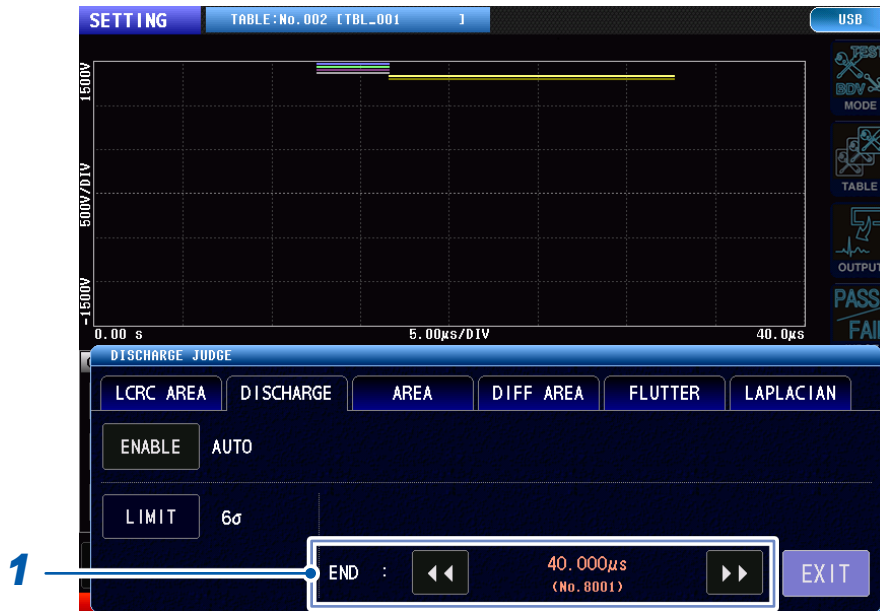 SETTING
TABLE:No.002 [TBL_001 ]
USB
TEST
BDV
MODE
TABLE
OUTPUT
PASS
FAIL
1500V
500V/DIV
-1500V
0.00 s
5.00μs/DIV
40.0μs
DISCHARGE JUDGE
LCRC AREA
DISCHARGE
AREA
DIFF AREA
FLUTTER
LAPLACIAN
ENABLE AUTO
LIMIT 6σ
1
END : 40.000μs
(No.8001)
EXIT